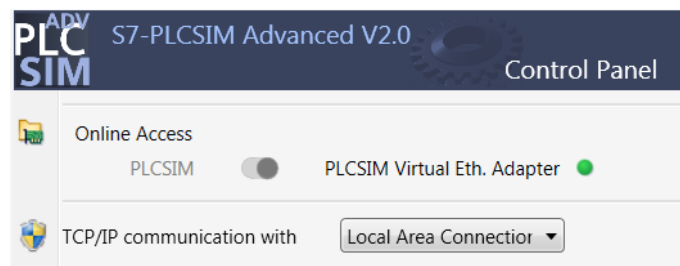 ADV
PLC
SIM
S7-PLCSIM Advanced V2.0
Control Panel
Online Access
PLCSIM PLCSIM Virtual Eth. Adapter
TCP/IP communication with Local Area Connection